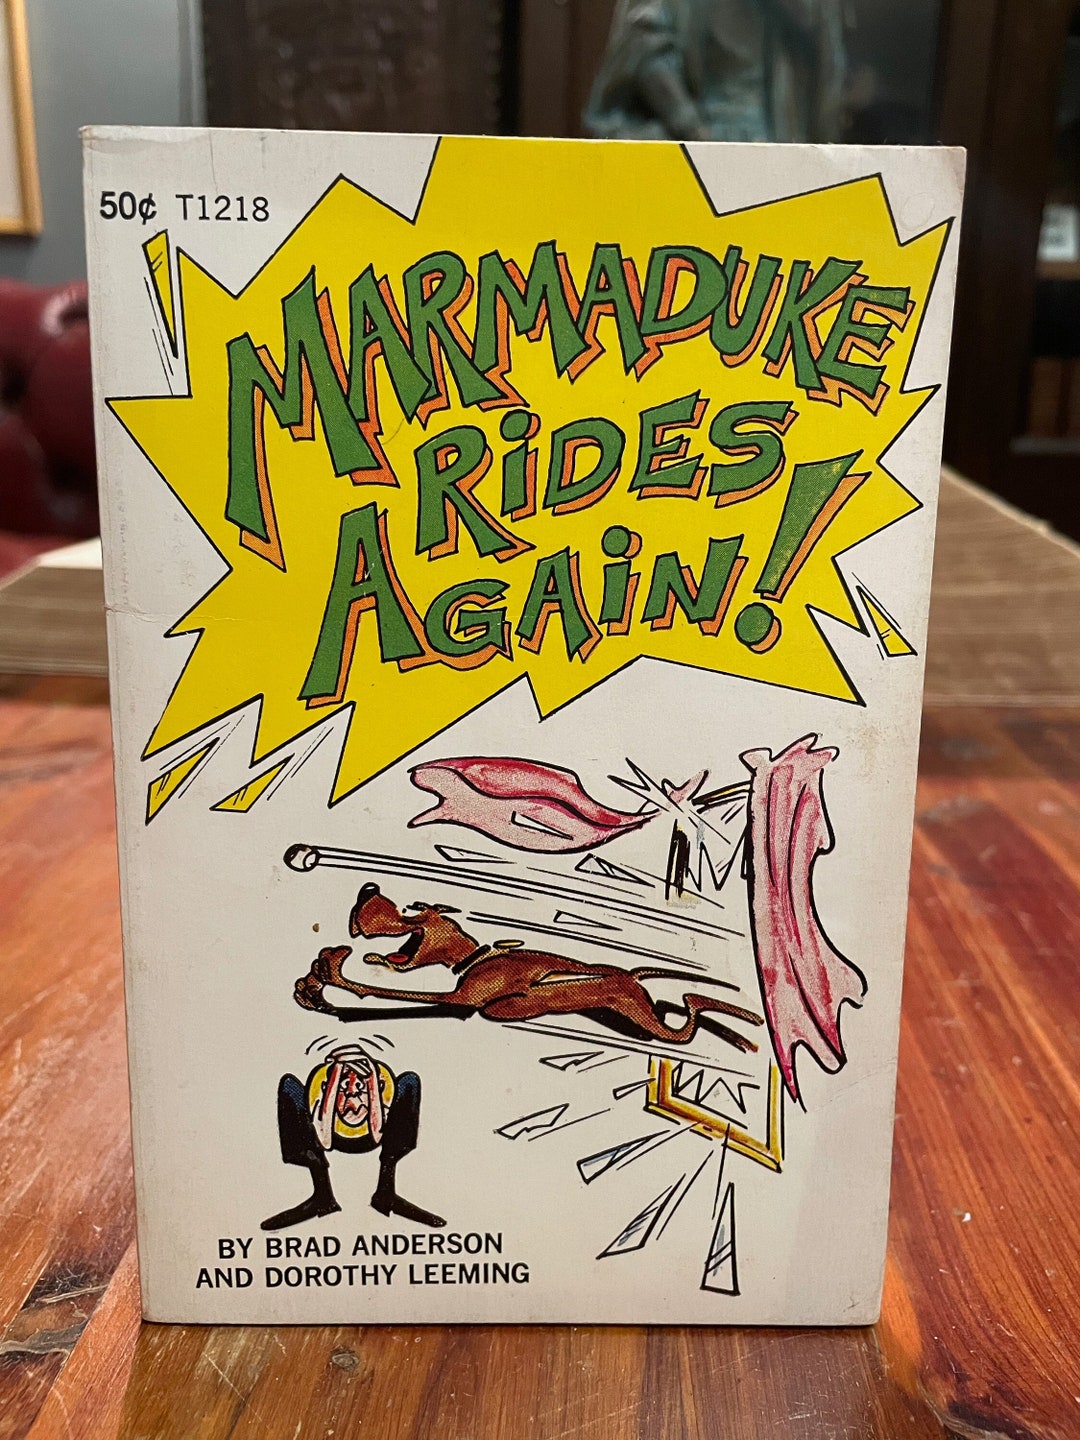 50¢ T1218
MARMADUKE
RiDES
AGAiN!
BY BRAD ANDERSON
AND DOROTHY LEEMING